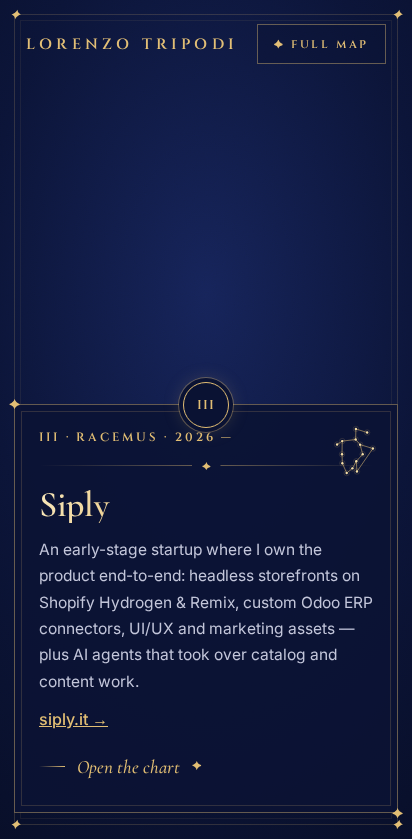 LORENZO TRIPODI
✦ FULL MAP
III
III · RACEMUS · 2026 —
Siply
An early-stage startup where I own the
product end-to-end: headless storefronts on
Shopify Hydrogen & Remix, custom Odoo ERP
connectors, UI/UX and marketing assets —
plus AI agents that took over catalog and
content work.
siply.it →
Open the chart ✦